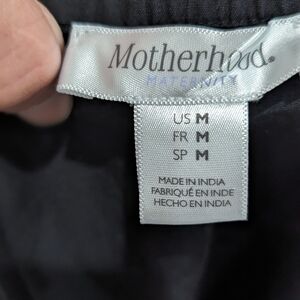 Motherhood.
MATERNITY
US M
FR M
SP M
MADE IN INDIA
FABRIQUÉ EN INDE
HECHO EN INDIA